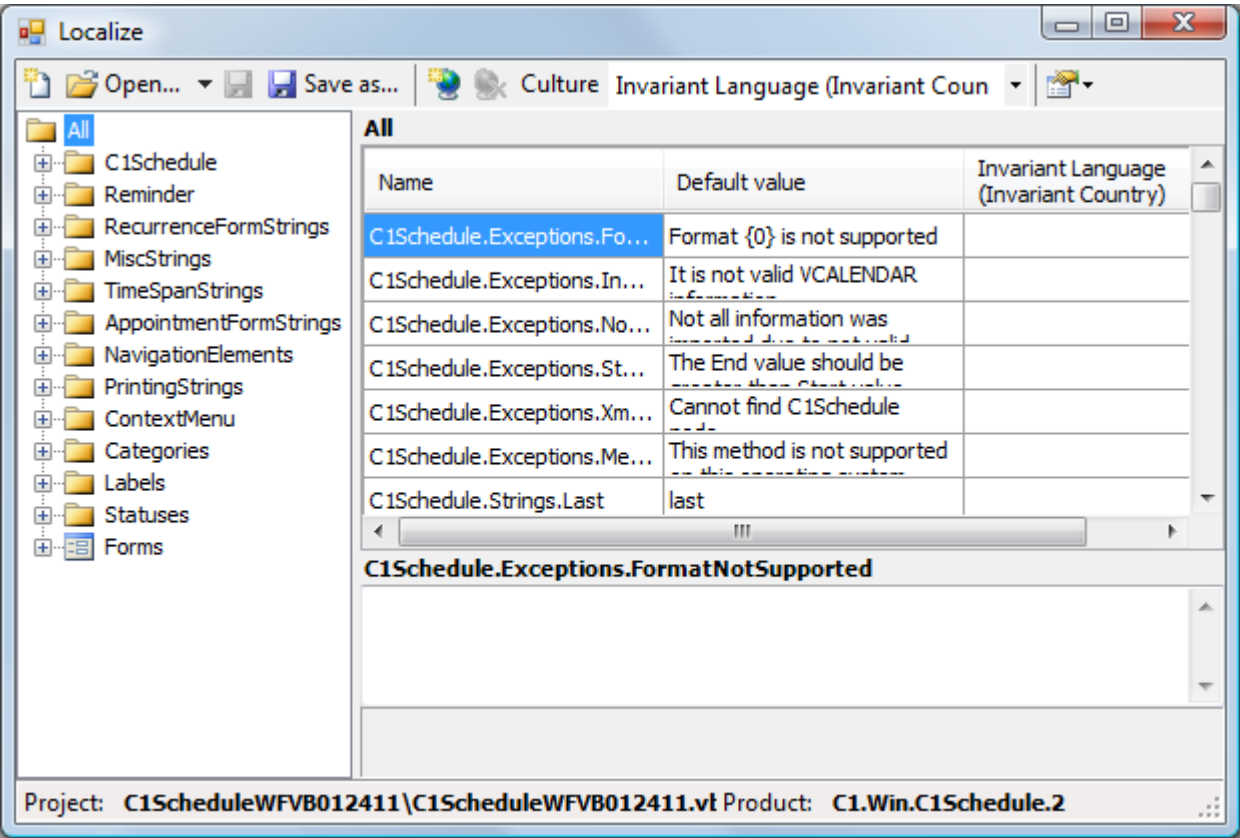 Localize
Open... Save as... Culture Invariant Language (Invariant Coun
All
C1Schedule
Reminder
RecurrenceFormStrings
MiscStrings
TimeSpanStrings
AppointmentFormStrings
NavigationElements
PrintingStrings
ContextMenu
Categories
Labels
Statuses
Forms
All
Name Default value Invariant Language
(Invariant Country)
C1Schedule.Exceptions.Fo... Format {0} is not supported
C1Schedule.Exceptions.In... It is not valid VCALENDAR
C1Schedule.Exceptions.No... Not all information was
C1Schedule.Exceptions.St... The End value should be
C1Schedule.Exceptions.Xm... Cannot find C1Schedule
C1Schedule.Exceptions.Me... This method is not supported
C1Schedule.Strings.Last last
C1Schedule.Exceptions.FormatNotSupported
Project: C1ScheduleWFVB012411\C1ScheduleWFVB012411.vb Product: C1.Win.C1Schedule.2